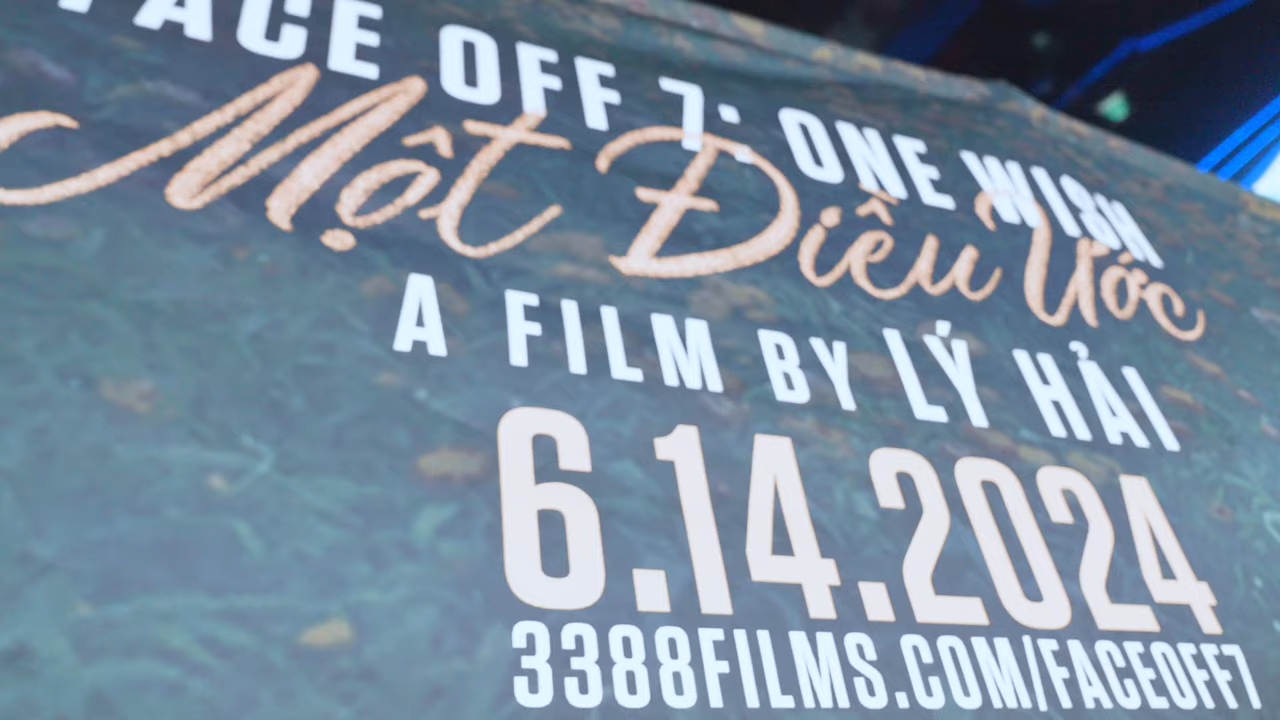 FACE OFF 7: ONE WISH
Một Điều Ước
A FILM BY LÝ HẢI
6.14.2024
3388FILMS.COM/FACEOFF7